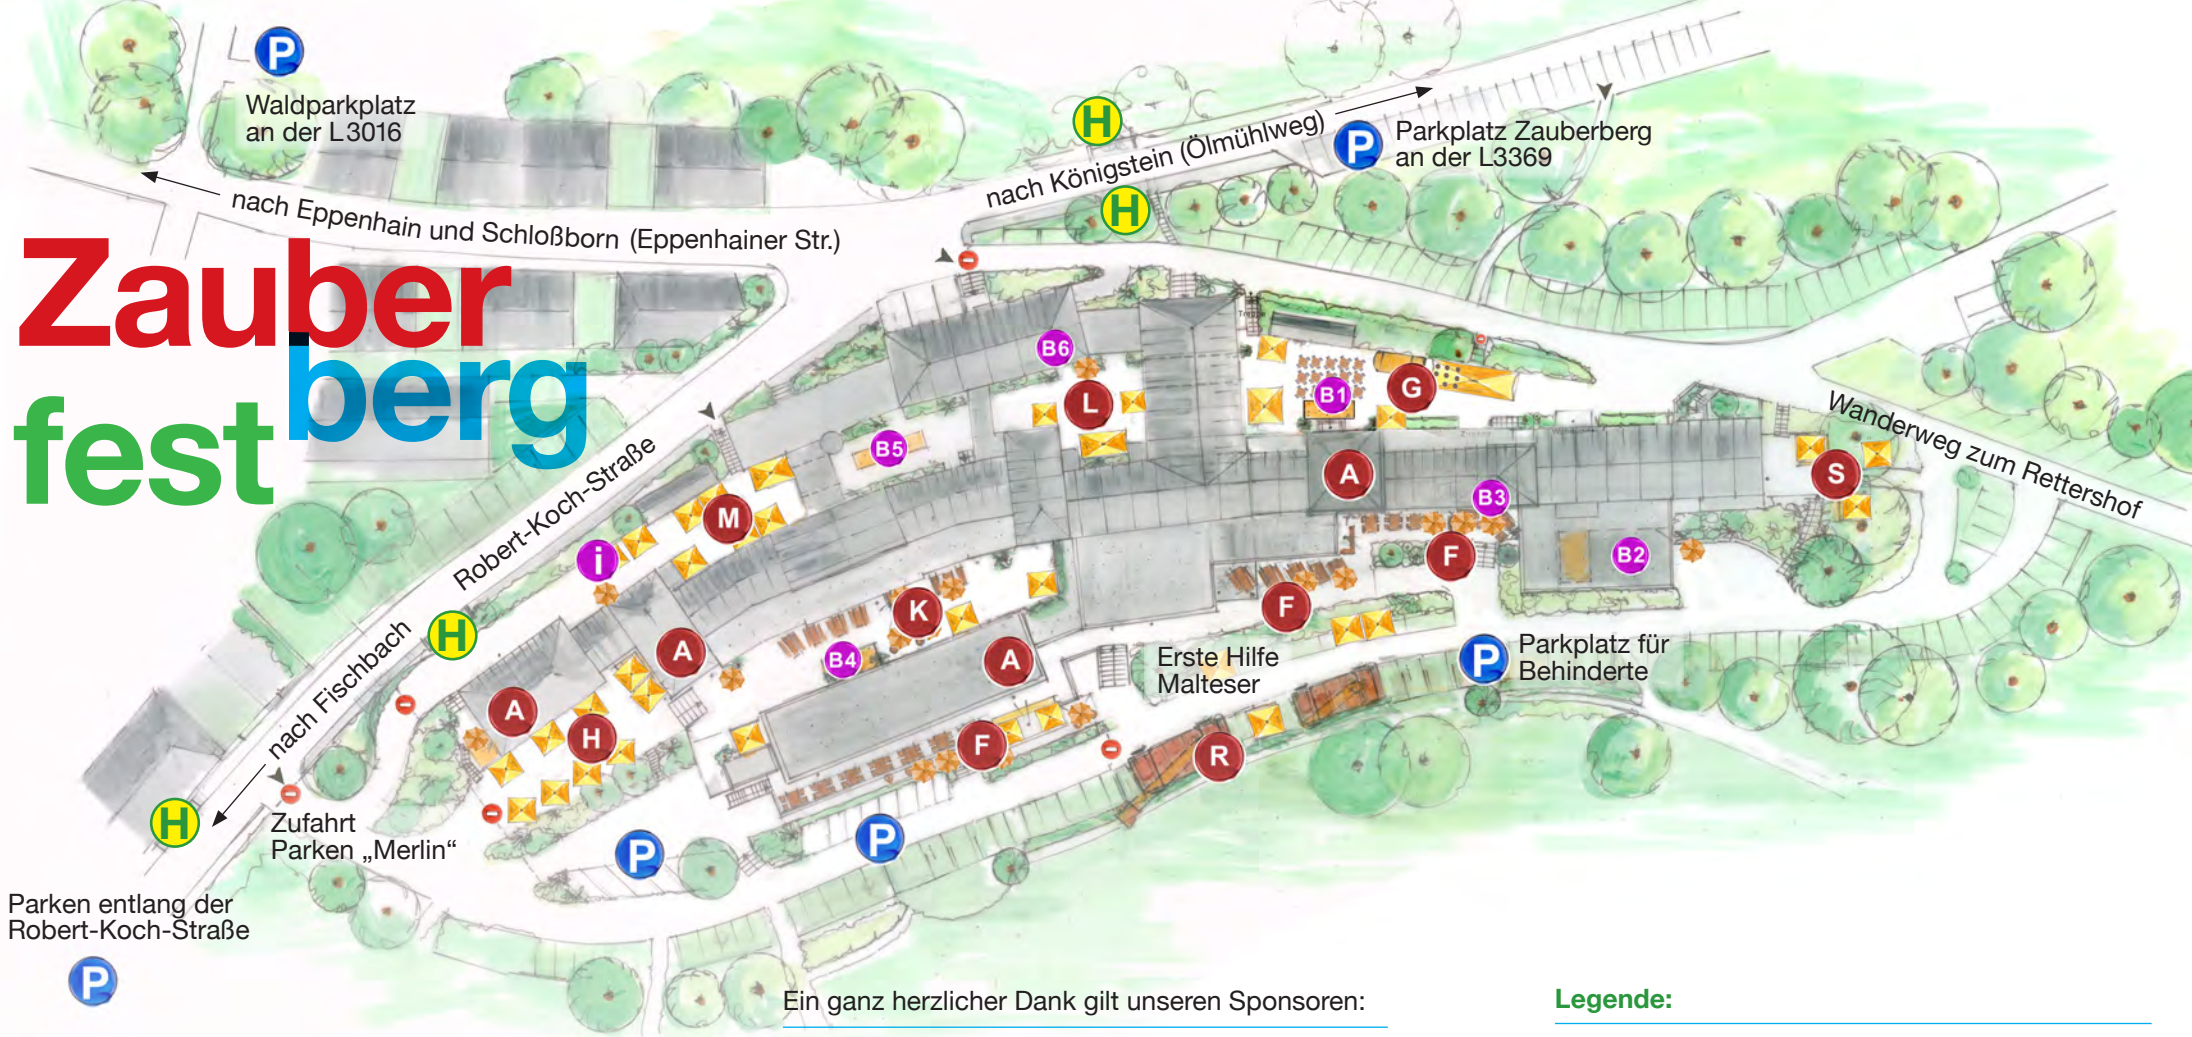 P
Waldparkplatz
an der L3016
H
nach Königstein (Ölmühlweg)
P
Parkplatz Zauberberg
an der L3369
H
nach Eppenhain und Schloßborn (Eppenhainer Str.)
Zauber
berg
fest
B6
L
B1
G
Wanderweg zum Rettershof
B5
A
B3
S
M
Robert-Koch-Straße
i
F
B2
K
F
H
A
B4
A
Erste Hilfe
Malteser
P
Parkplatz für
Behinderte
nach Fischbach
A
H
F
R
H
Zufahrt
Parken „Merlin“
P
P
Parken entlang der
Robert-Koch-Straße
P
Ein ganz herzlicher Dank gilt unseren Sponsoren:
Legende: